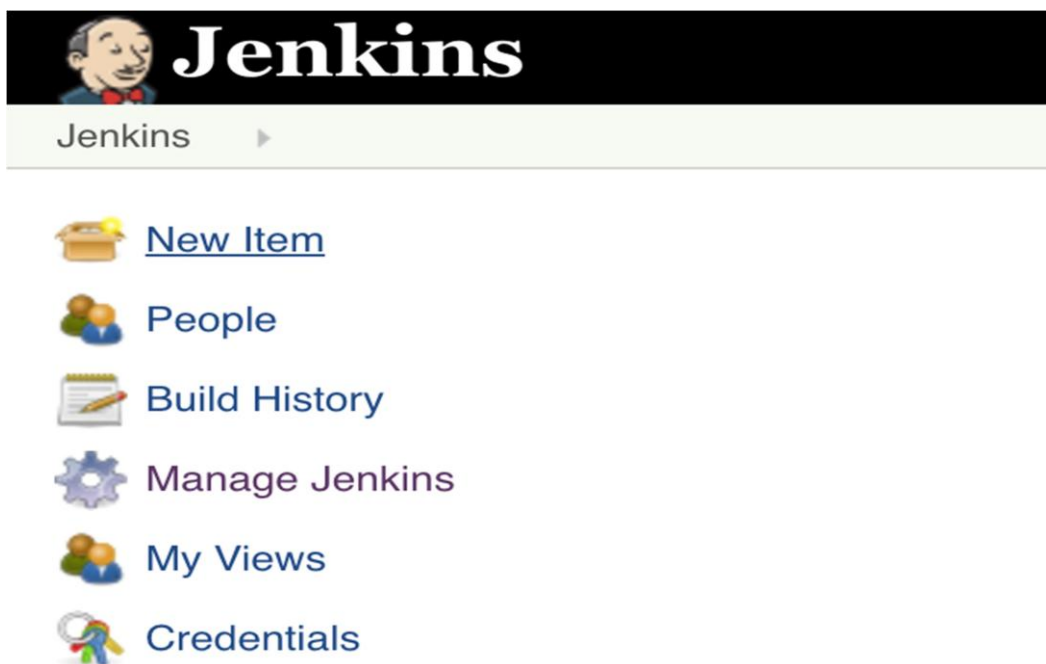 Jenkins
Jenkins
New Item
People
Build History
Manage Jenkins
My Views
Credentials